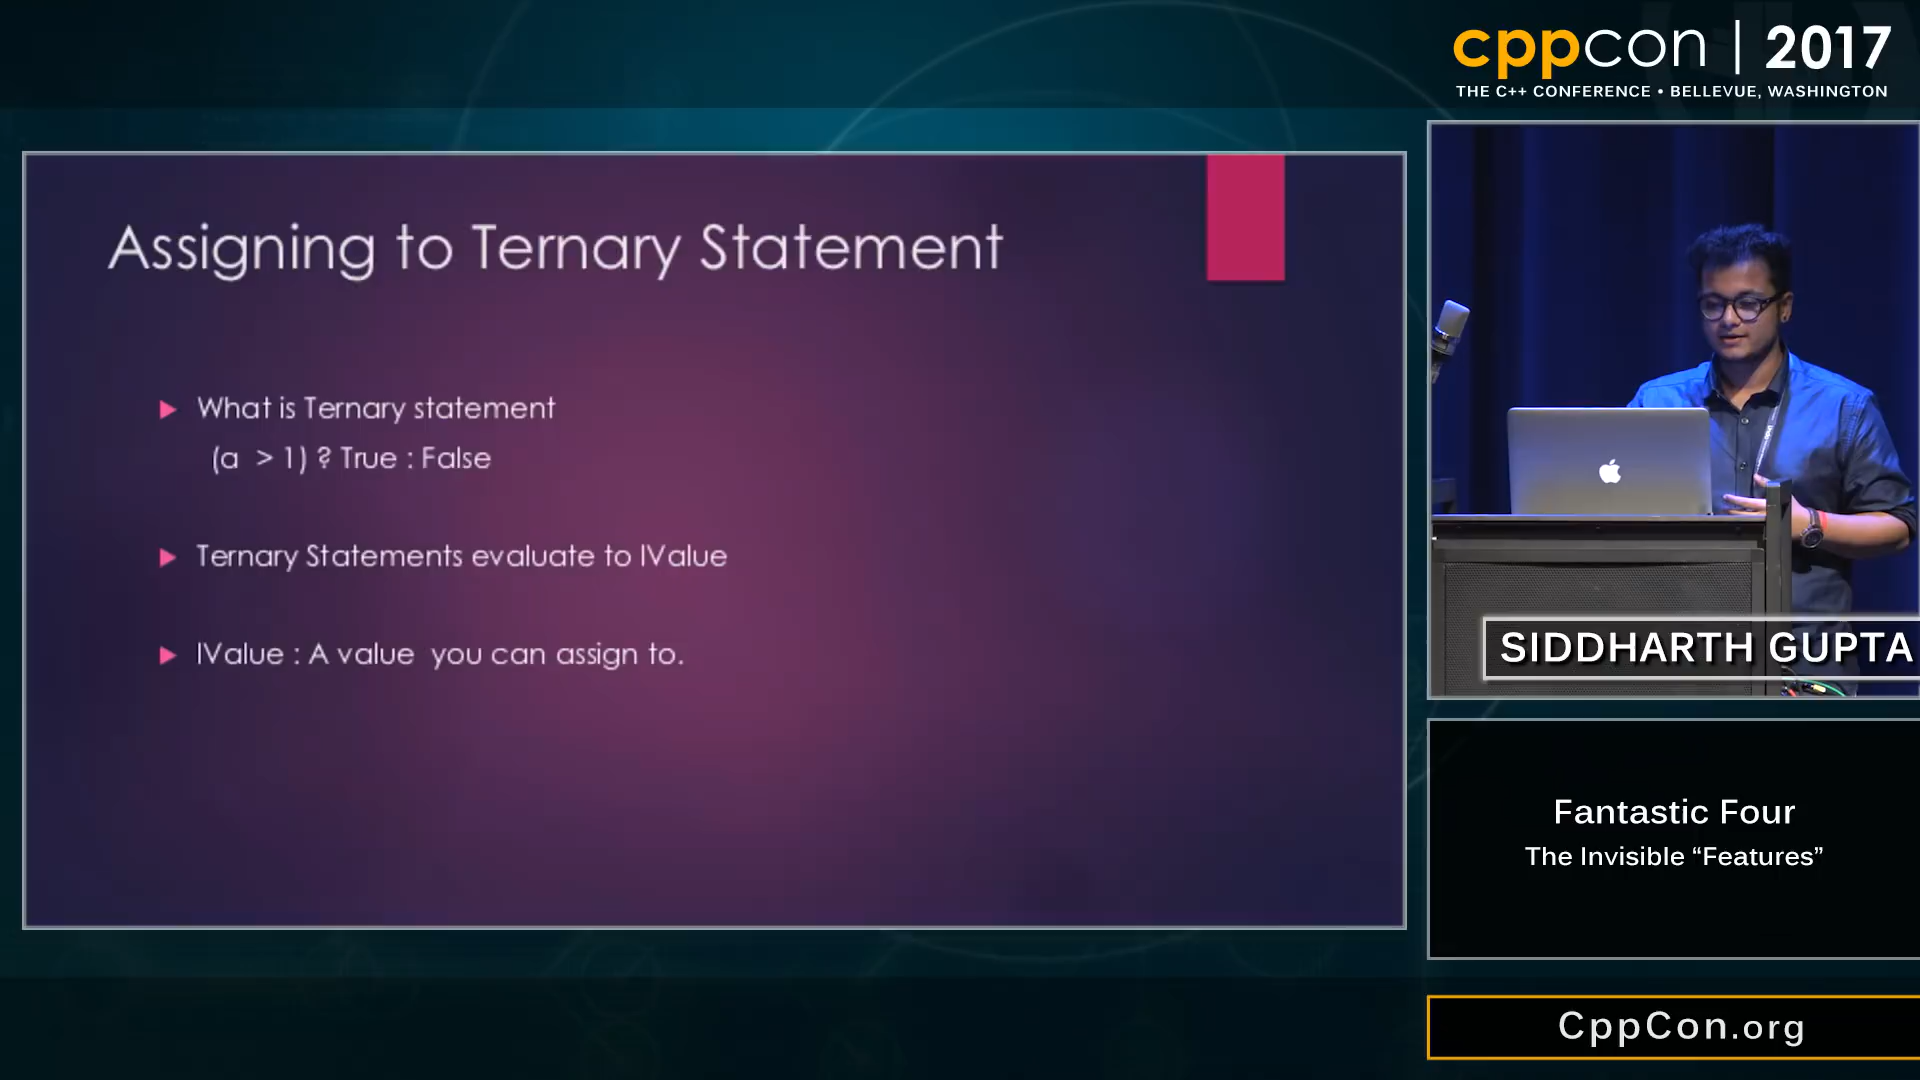 cppcon | 2017
THE C++ CONFERENCE • BELLEVUE, WASHINGTON
Assigning to Ternary Statement
What is Ternary statement
(a > 1) ? True : False
Ternary Statements evaluate to lValue
lValue : A value you can assign to.
SIDDHARTH GUPTA
Fantastic Four
The Invisible “Features”
CppCon.org